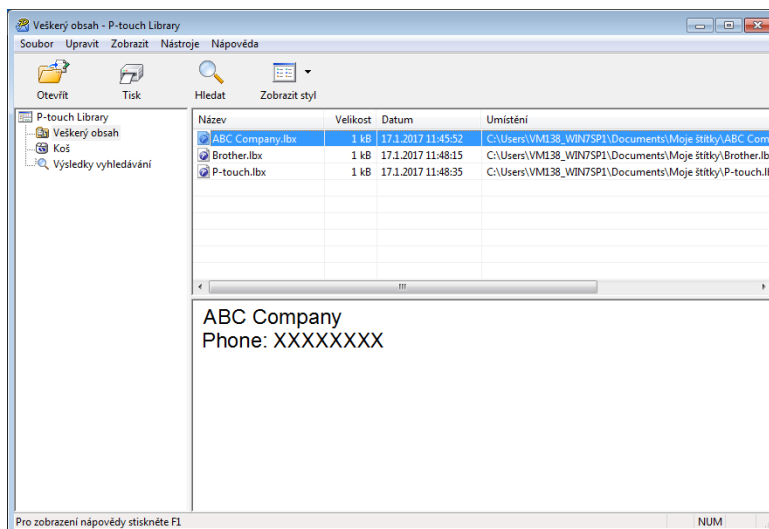 Veškerý obsah - P-touch Library
Soubor Upravit Zobrazit Nástroje Nápověda
Otevřít Tisk Hledat Zobrazit styl
P-touch Library
Veškerý obsah
Koš
Výsledky vyhledávání
Název Velikost Datum Umístění
ABC Company.lbx 1 kB 17.1.2017 11:45:52 C:\Users\VM138_WIN7SP1\Documents\Moje štítky\ABC Com
Brother.lbx 1 kB 17.1.2017 11:48:15 C:\Users\VM138_WIN7SP1\Documents\Moje štítky\Brother.lb
P-touch.lbx 1 kB 17.1.2017 11:48:35 C:\Users\VM138_WIN7SP1\Documents\Moje štítky\P-touch.l
ABC Company
Phone: XXXXXXXX
Pro zobrazení nápovědy stiskněte F1 NUM